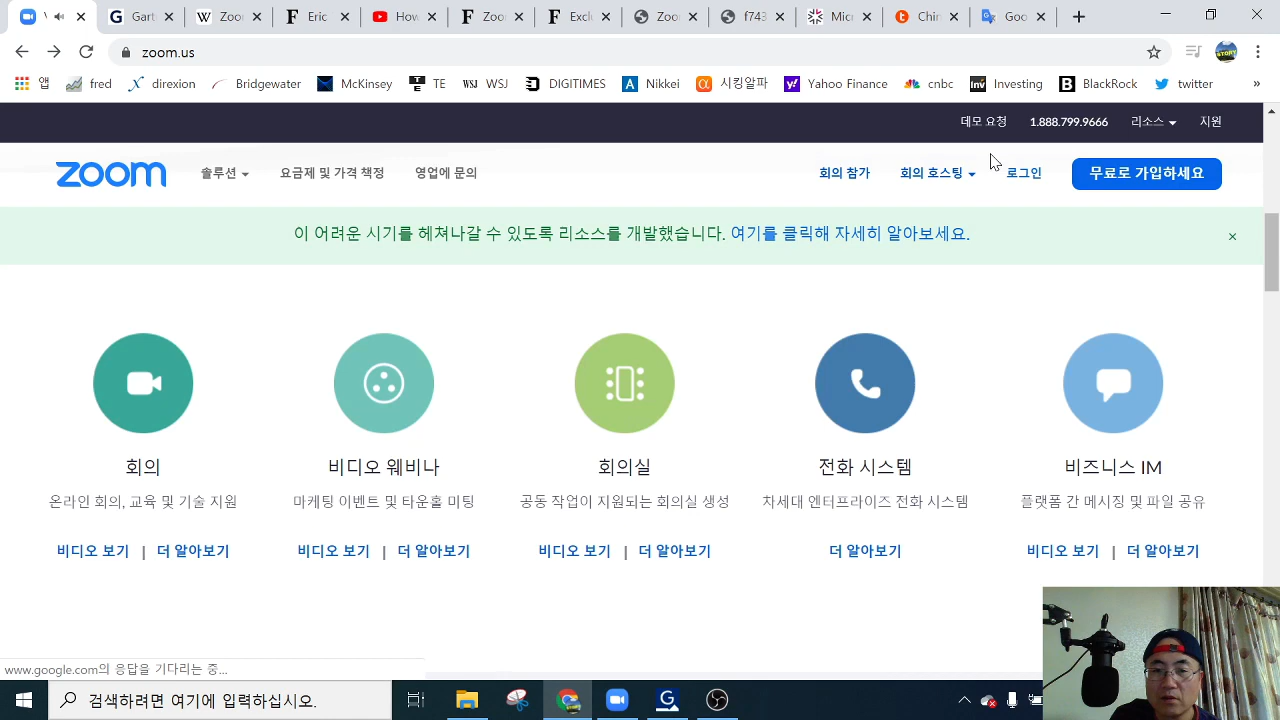 Gart
Zoo
Eric
How
Zoo
Excl
Zoo
f743
Micr
Chin
Goo
zoom.us
앱
fred
direxion
Bridgewater
McKinsey
TE
WSJ
DIGITIMES
Nikkei
시킹알파
Yahoo Finance
cnbc
Investing
BlackRock
twitter
데모 요청 1.888.799.9666 리소스 지원
zoom 솔루션 요금제 및 가격 책정 영업에 문의 회의 참가 회의 호스팅 로그인 무료로 가입하세요
이 어려운 시기를 헤쳐나갈 수 있도록 리소스를 개발했습니다. 여기를 클릭해 자세히 알아보세요. ×
회의 비디오 웨비나 회의실 전화 시스템 비즈니스 IM
온라인 회의, 교육 및 기술 지원 마케팅 이벤트 및 타운홀 미팅 공동 작업이 지원되는 회의실 생성 차세대 엔터프라이즈 전화 시스템 플랫폼 간 메시징 및 파일 공유
비디오 보기 | 더 알아보기 비디오 보기 | 더 알아보기 비디오 보기 | 더 알아보기 더 알아보기 비디오 보기 | 더 알아보기
www.google.com의 응답을 기다리는 중...
검색하려면 여기에 입력하십시오.